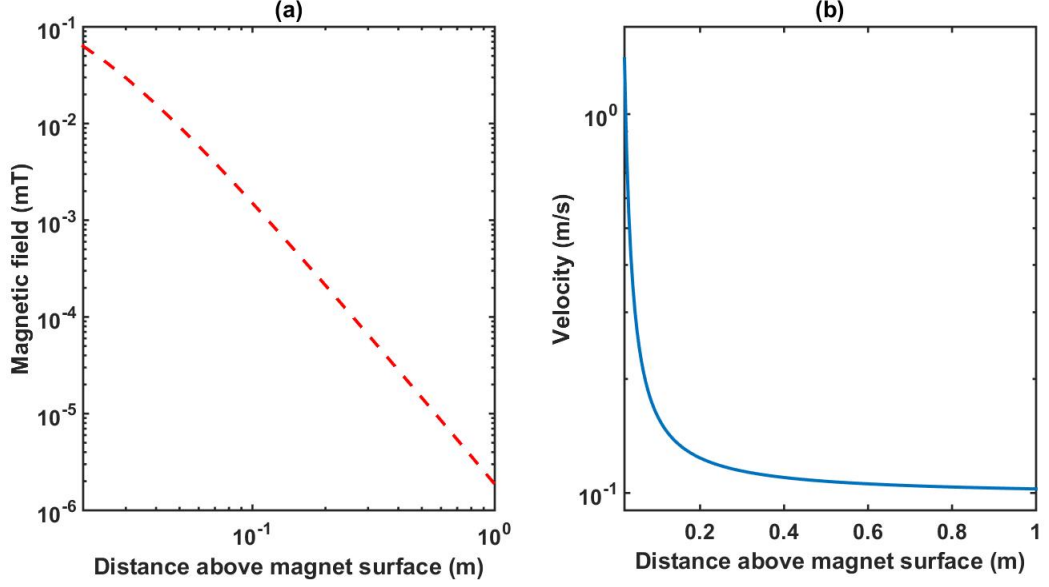 (a)
10^-1
10^-2
10^-3
10^-4
10^-5
10^-6
Magnetic field (mT)
10^-1
10^0
Distance above magnet surface (m)
(b)
10^0
10^-1
Velocity (m/s)
0.2
0.4
0.6
0.8
1
Distance above magnet surface (m)